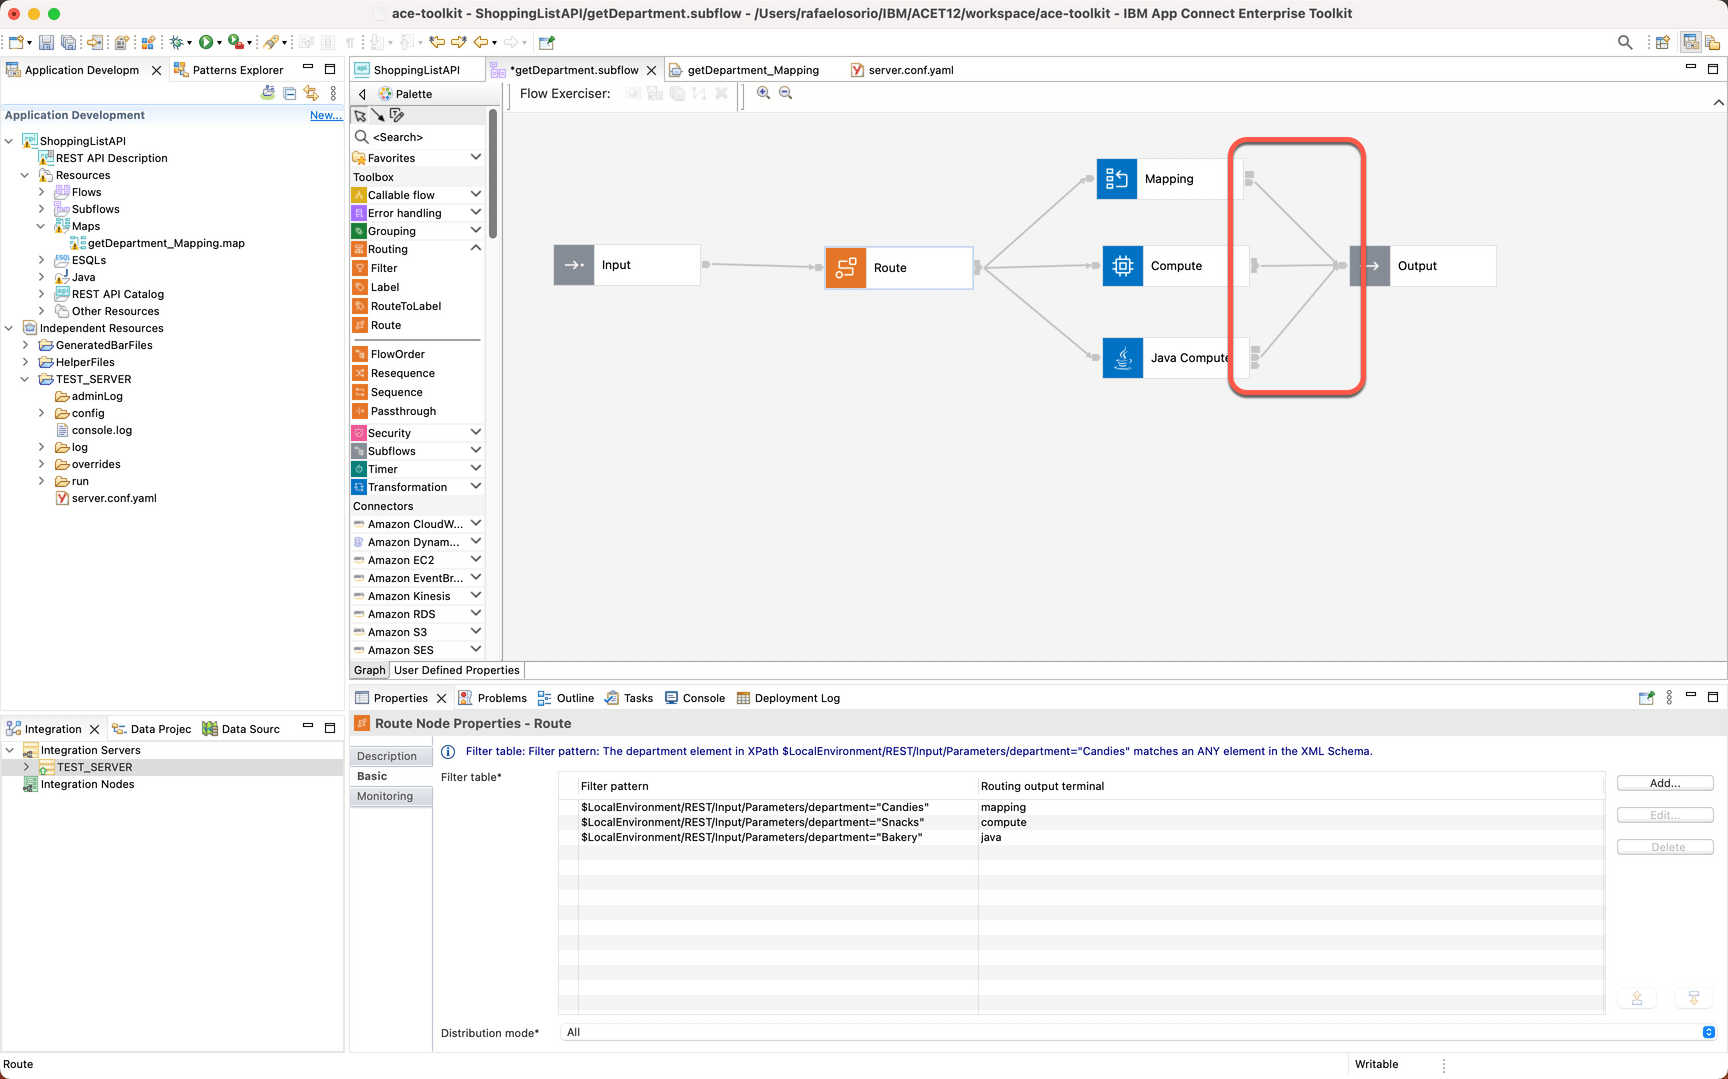 ace-toolkit - ShoppingListAPI/getDepartment.subflow - /Users/rafaelosorio/IBM/ACET12/workspace/ace-toolkit - IBM App Connect Enterprise Toolkit
Application Developm
Patterns Explorer
Application Development
New...
ShoppingListAPI
REST API Description
Resources
Flows
Subflows
Maps
getDepartment_Mapping.map
ESQLs
Java
REST API Catalog
Other Resources
Independent Resources
GeneratedBarFiles
HelperFiles
TEST_SERVER
adminLog
config
console.log
log
overrides
run
server.conf.yaml
Integration
Data Projec
Data Sourc
Integration Servers
TEST_SERVER
Integration Nodes
ShoppingListAPI
*getDepartment.subflow
getDepartment_Mapping
server.conf.yaml
Palette
<Search>
Favorites
Toolbox
Callable flow
Error handling
Grouping
Routing
Filter
Label
RouteToLabel
Route
FlowOrder
Resequence
Sequence
Passthrough
Security
Subflows
Timer
Transformation
Connectors
Amazon CloudW...
Amazon Dynam...
Amazon EC2
Amazon EventBr...
Amazon Kinesis
Amazon RDS
Amazon S3
Amazon SES
Flow Exerciser:
Input
Route
Mapping
Compute
Java Compute
Output
Graph
User Defined Properties
Properties
Problems
Outline
Tasks
Console
Deployment Log
Route Node Properties - Route
Description
Basic
Monitoring
Filter table: Filter pattern: The department element in XPath $LocalEnvironment/REST/Input/Parameters/department="Candies" matches an ANY element in the XML Schema.
Filter table*
Filter pattern
Routing output terminal
$LocalEnvironment/REST/Input/Parameters/department="Candies"
mapping
$LocalEnvironment/REST/Input/Parameters/department="Snacks"
compute
$LocalEnvironment/REST/Input/Parameters/department="Bakery"
java
Add...
Edit...
Delete
Distribution mode*
All
Route
Writable